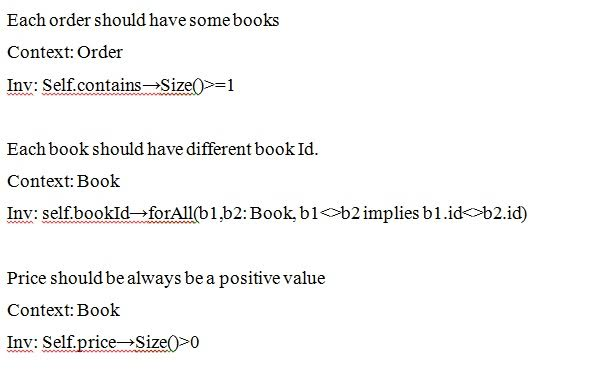 Each order should have some books
Context: Order
Inv: Self.contains→Size()>=1
Each book should have different book Id.
Context: Book
Inv: self.bookId→forAll(b1,b2: Book, b1<>b2 implies b1.id<>b2.id)
Price should be always be a positive value
Context: Book
Inv: Self.price→Size()>0